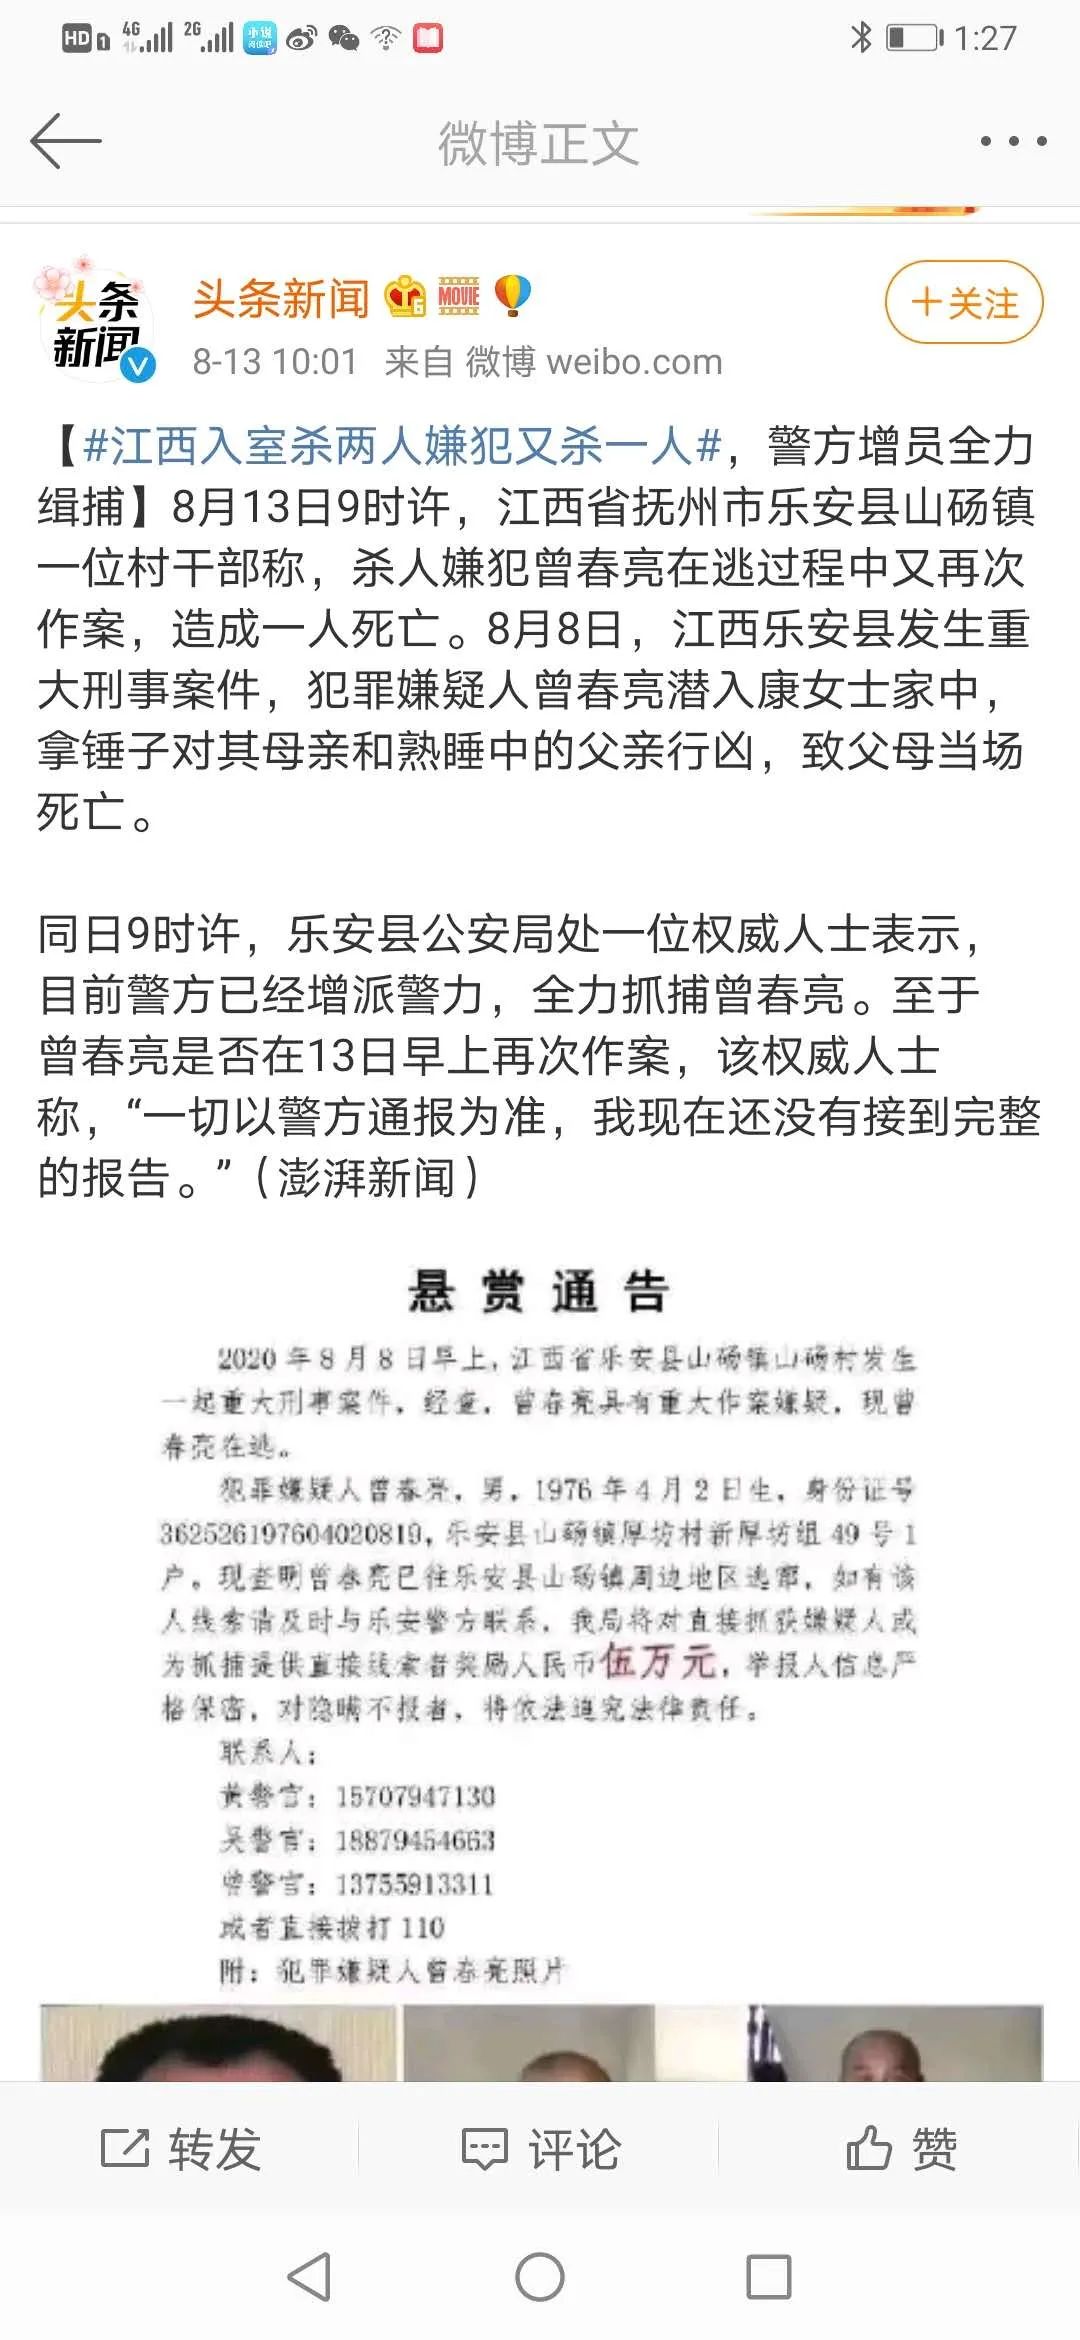 HD 1 4G 2G 小说 阅读吧 1:27
微博正文
头条新闻 6 MOVIE
头条
新闻
+关注
8-13 10:01 来自 微博 weibo.com
【#江西入室杀两人嫌犯又杀一人#，警方增员全力
缉捕】8月13日9时许，江西省抚州市乐安县山砀镇
一位村干部称，杀人嫌犯曾春亮在逃过程中又再次
作案，造成一人死亡。8月8日，江西乐安县发生重
大刑事案件，犯罪嫌疑人曾春亮潜入康女士家中，
拿锤子对其母亲和熟睡中的父亲行凶，致父母当场
死亡。
同日9时许，乐安县公安局处一位权威人士表示，
目前警方已经增派警力，全力抓捕曾春亮。至于
曾春亮是否在13日早上再次作案，该权威人士
称，“一切以警方通报为准，我现在还没有接到完整
的报告。”（澎湃新闻）
悬赏通告
2020年8月8日早上，江西省乐安县山砀镇山砀村发生
一起重大刑事案件，经查，曾春亮具有重大作案嫌疑，现曾
春亮在逃。
犯罪嫌疑人曾春亮，男，1976年4月2日生，身份证号
362526197604020819，乐安县山砀镇厚坊村新厚坊组49号1
户。现查明曾春亮已往乐安县山砀镇周边地区逃窜，如有该
人线索请及时与乐安警方联系，我局将对直接抓获嫌疑人或
为抓捕提供直接线索者奖励人民币伍万元，举报人信息严
格保密，对隐瞒不报者，将依法追究法律责任。
联系人：
黄警官：15707947130
吴警官：18879454663
曾警官：13755913311
或者直接拨打110
附：犯罪嫌疑人曾春亮照片
转发 评论 赞